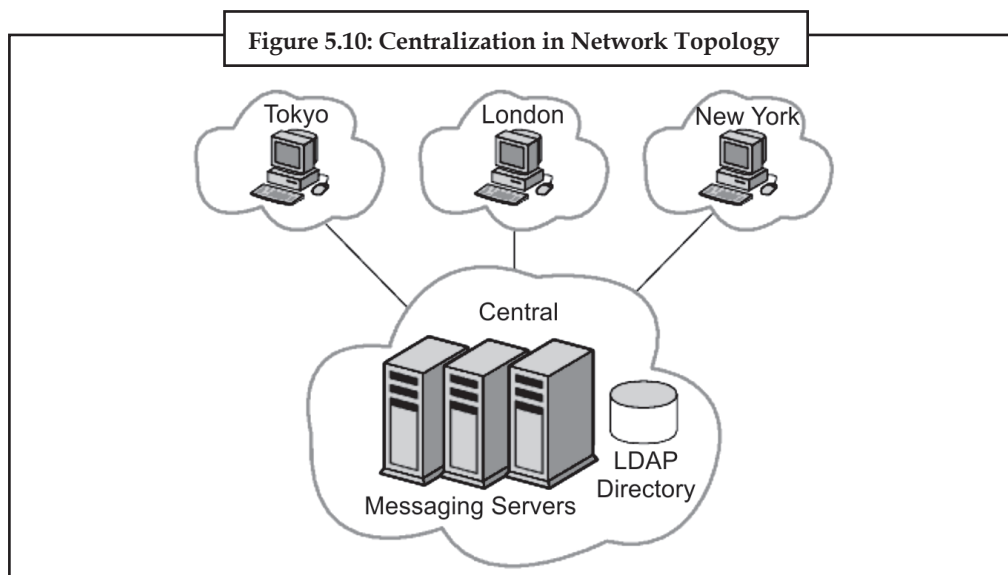 Figure 5.10: Centralization in Network Topology
Tokyo
London
New York
Central
LDAP
Directory
Messaging Servers